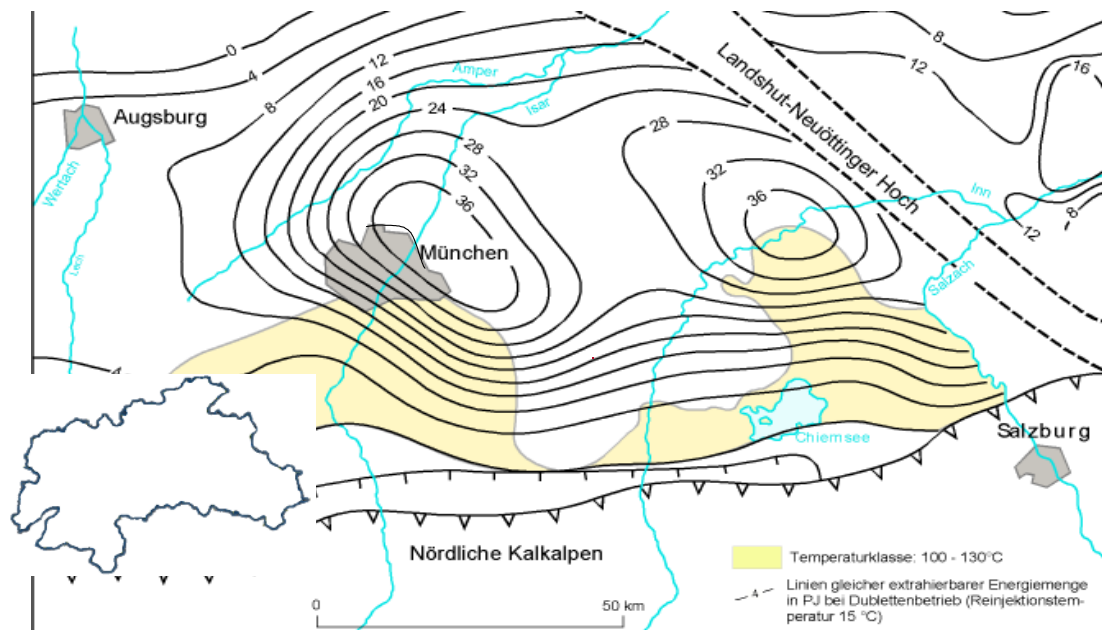 0
4
8
12
16
20
24
28
32
36
Amper
Isar
Augsburg
Wertach
Lech
München
Landshut-Neuöttinger Hoch
8
12
16
28
32
36
Inn
12
8
Salzach
4
Chiemsee
Salzburg
Nördliche Kalkalpen
0 50 km
Temperaturklasse: 100 - 130°C
4
Linien gleicher extrahierbarer Energiemenge
in PJ bei Dublettenbetrieb (Reinjektionstem-
peratur 15 °C)